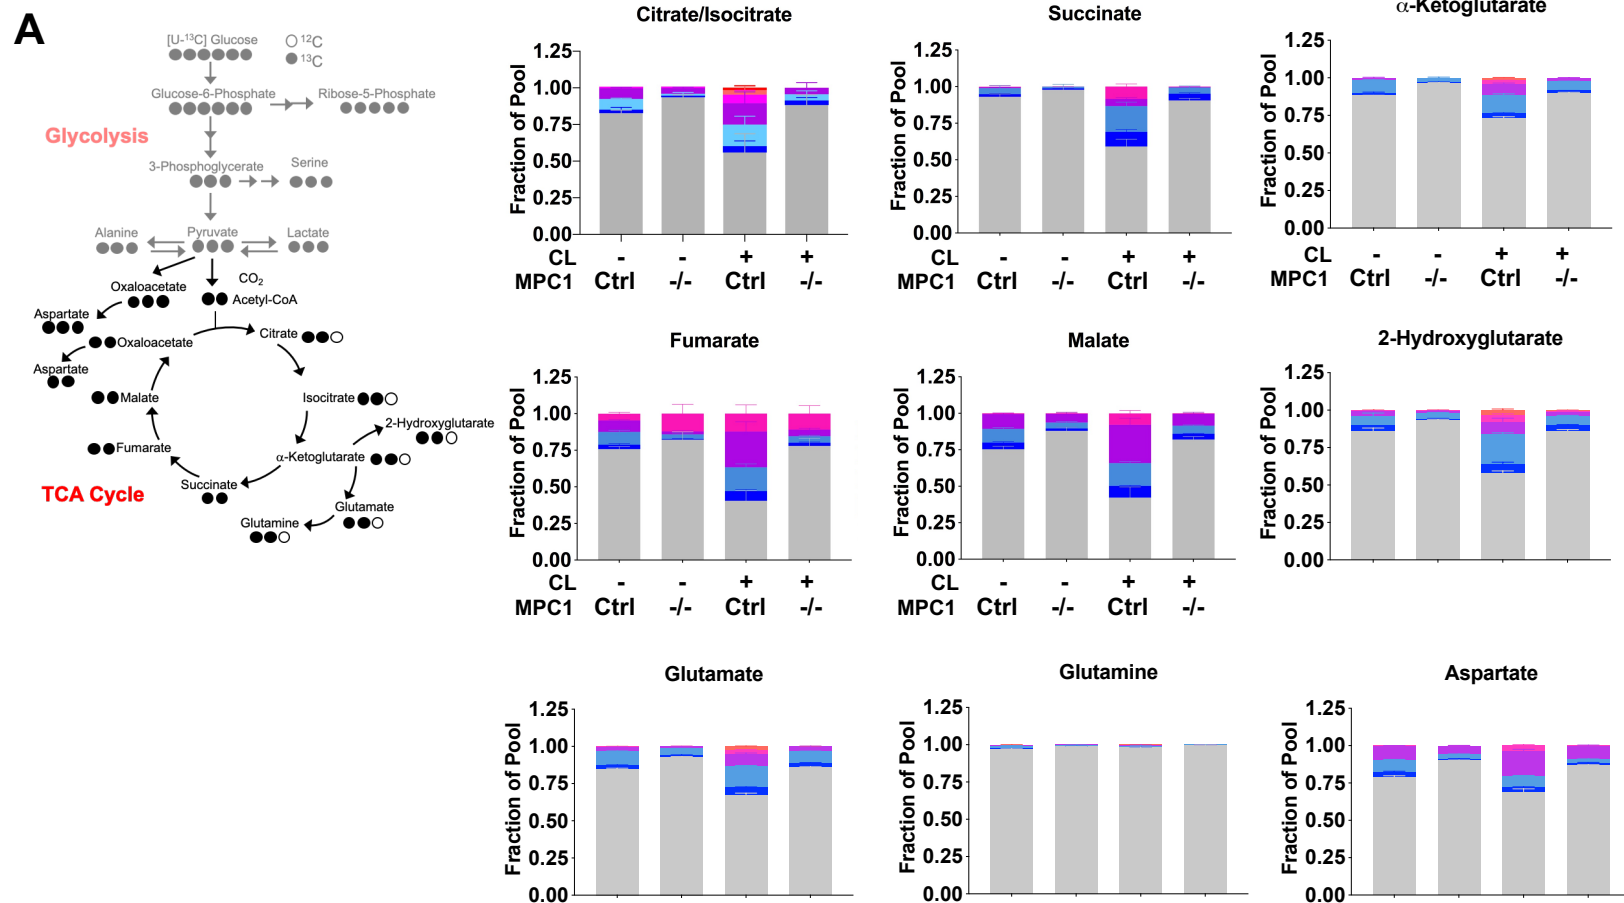 A
[U-¹³C] Glucose
¹²C
¹³C
Glucose-6-Phosphate
Ribose-5-Phosphate
Glycolysis
3-Phosphoglycerate
Serine
Alanine
Pyruvate
Lactate
CO₂
Oxaloacetate
Acetyl-CoA
Aspartate
Oxaloacetate
Citrate
Aspartate
Malate
Isocitrate
2-Hydroxyglutarate
Fumarate
α-Ketoglutarate
Succinate
TCA Cycle
Glutamate
Glutamine
Citrate/Isocitrate
Fraction of Pool
1.25
1.00
0.75
0.50
0.25
0.00
CL - - + +
MPC1 Ctrl -/- Ctrl -/-
Succinate
Fraction of Pool
1.25
1.00
0.75
0.50
0.25
0.00
CL - - + +
MPC1 Ctrl -/- Ctrl -/-
α-Ketoglutarate
Fraction of Pool
1.25
1.00
0.75
0.50
0.25
0.00
CL - - + +
MPC1 Ctrl -/- Ctrl -/-
Fumarate
Fraction of Pool
1.25
1.00
0.75
0.50
0.25
0.00
CL - - + +
MPC1 Ctrl -/- Ctrl -/-
Malate
Fraction of Pool
1.25
1.00
0.75
0.50
0.25
0.00
CL - - + +
MPC1 Ctrl -/- Ctrl -/-
2-Hydroxyglutarate
Fraction of Pool
1.25
1.00
0.75
0.50
0.25
0.00
Glutamate
Fraction of Pool
1.25
1.00
0.75
0.50
0.25
0.00
Glutamine
Fraction of Pool
1.25
1.00
0.75
0.50
0.25
0.00
Aspartate
Fraction of Pool
1.25
1.00
0.75
0.50
0.25
0.00